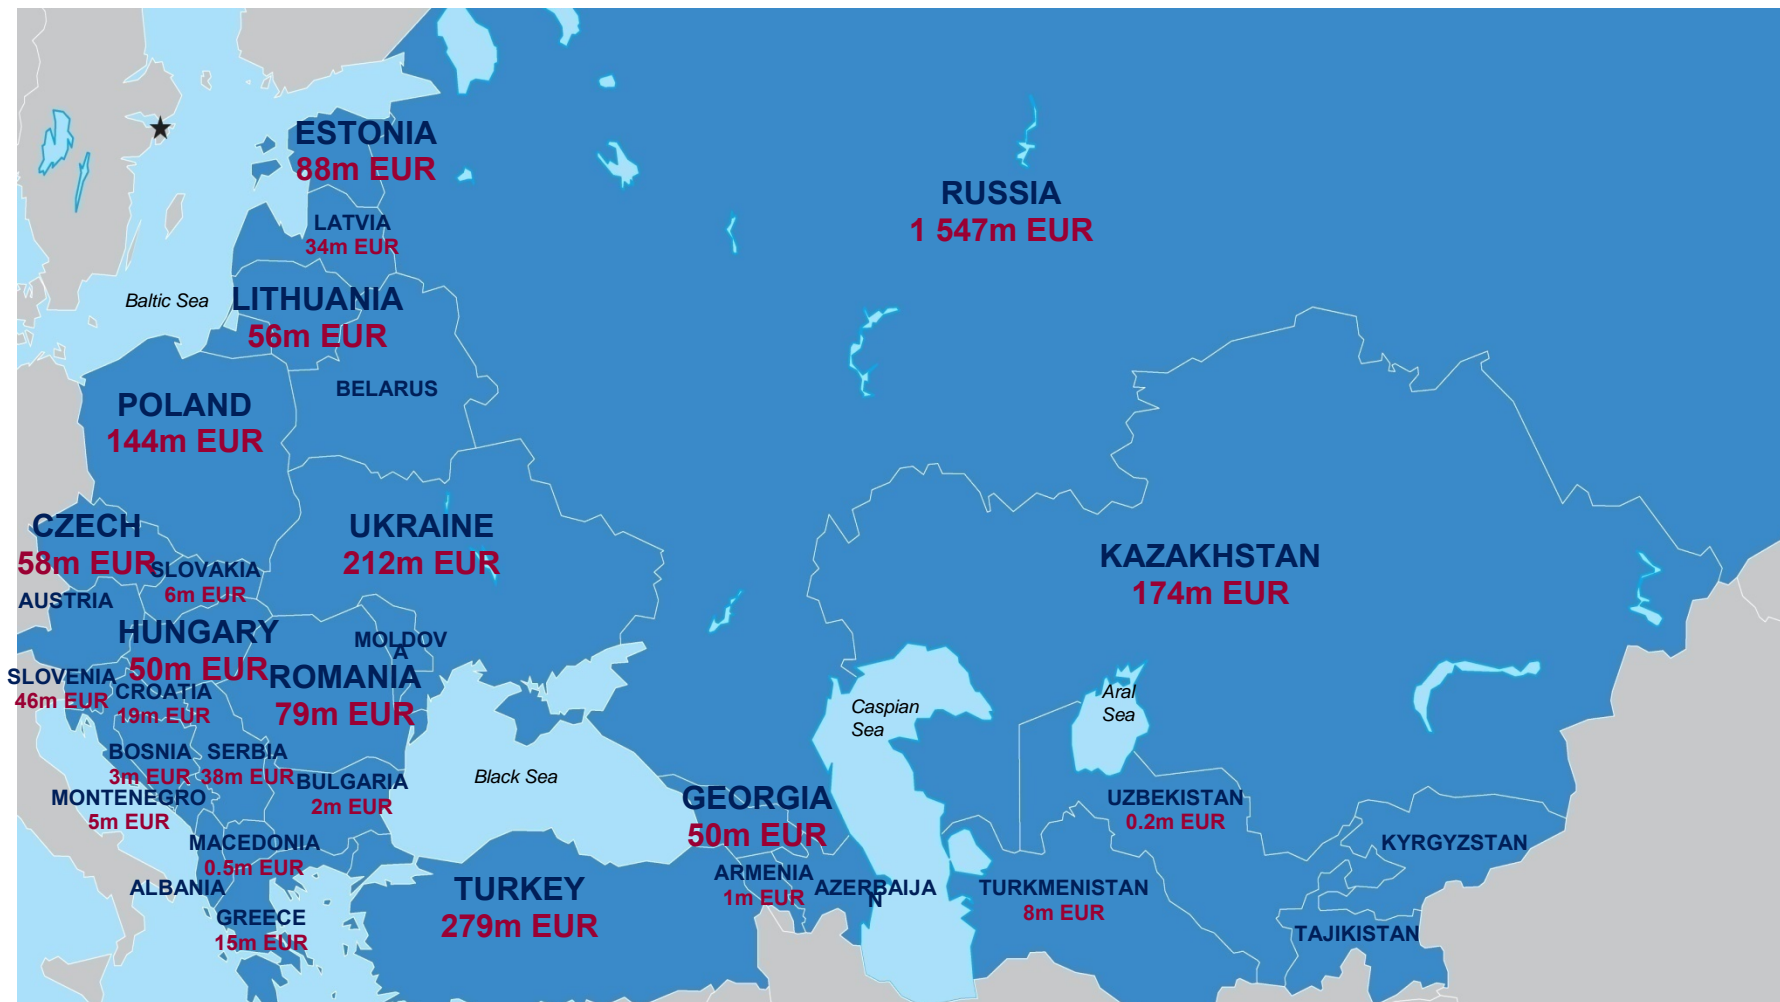 ESTONIA
88m EUR
RUSSIA
1 547m EUR
LATVIA
34m EUR
Baltic Sea
LITHUANIA
56m EUR
BELARUS
POLAND
144m EUR
CZECH
58m EUR
UKRAINE
212m EUR
KAZAKHSTAN
174m EUR
SLOVAKIA
6m EUR
AUSTRIA
HUNGARY
50m EUR
MOLDOV
A
ROMANIA
79m EUR
SLOVENIA
46m EUR
CROATIA
19m EUR
Caspian
Sea
Aral
Sea
BOSNIA
3m EUR
SERBIA
38m EUR
BULGARIA
2m EUR
Black Sea
MONTENEGRO
5m EUR
GEORGIA
50m EUR
UZBEKISTAN
0.2m EUR
MACEDONIA
0.5m EUR
KYRGYZSTAN
ALBANIA
TURKEY
279m EUR
ARMENIA
1m EUR
AZERBAIJA
N
TURKMENISTAN
8m EUR
GREECE
15m EUR
TAJIKISTAN